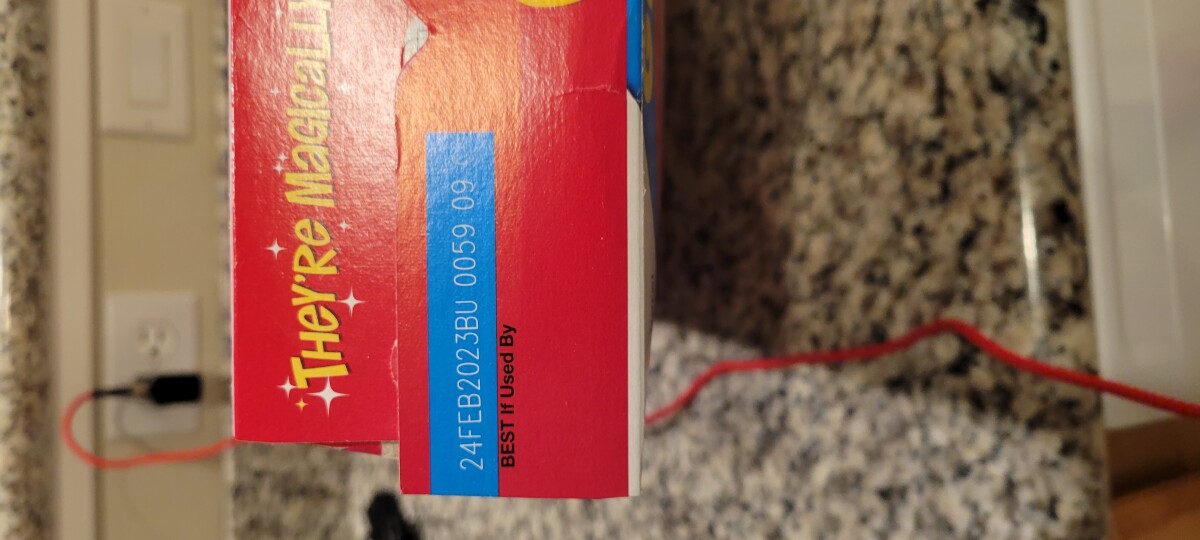 They're Magically
24FEB2023BU 0059 09
BEST If Used By